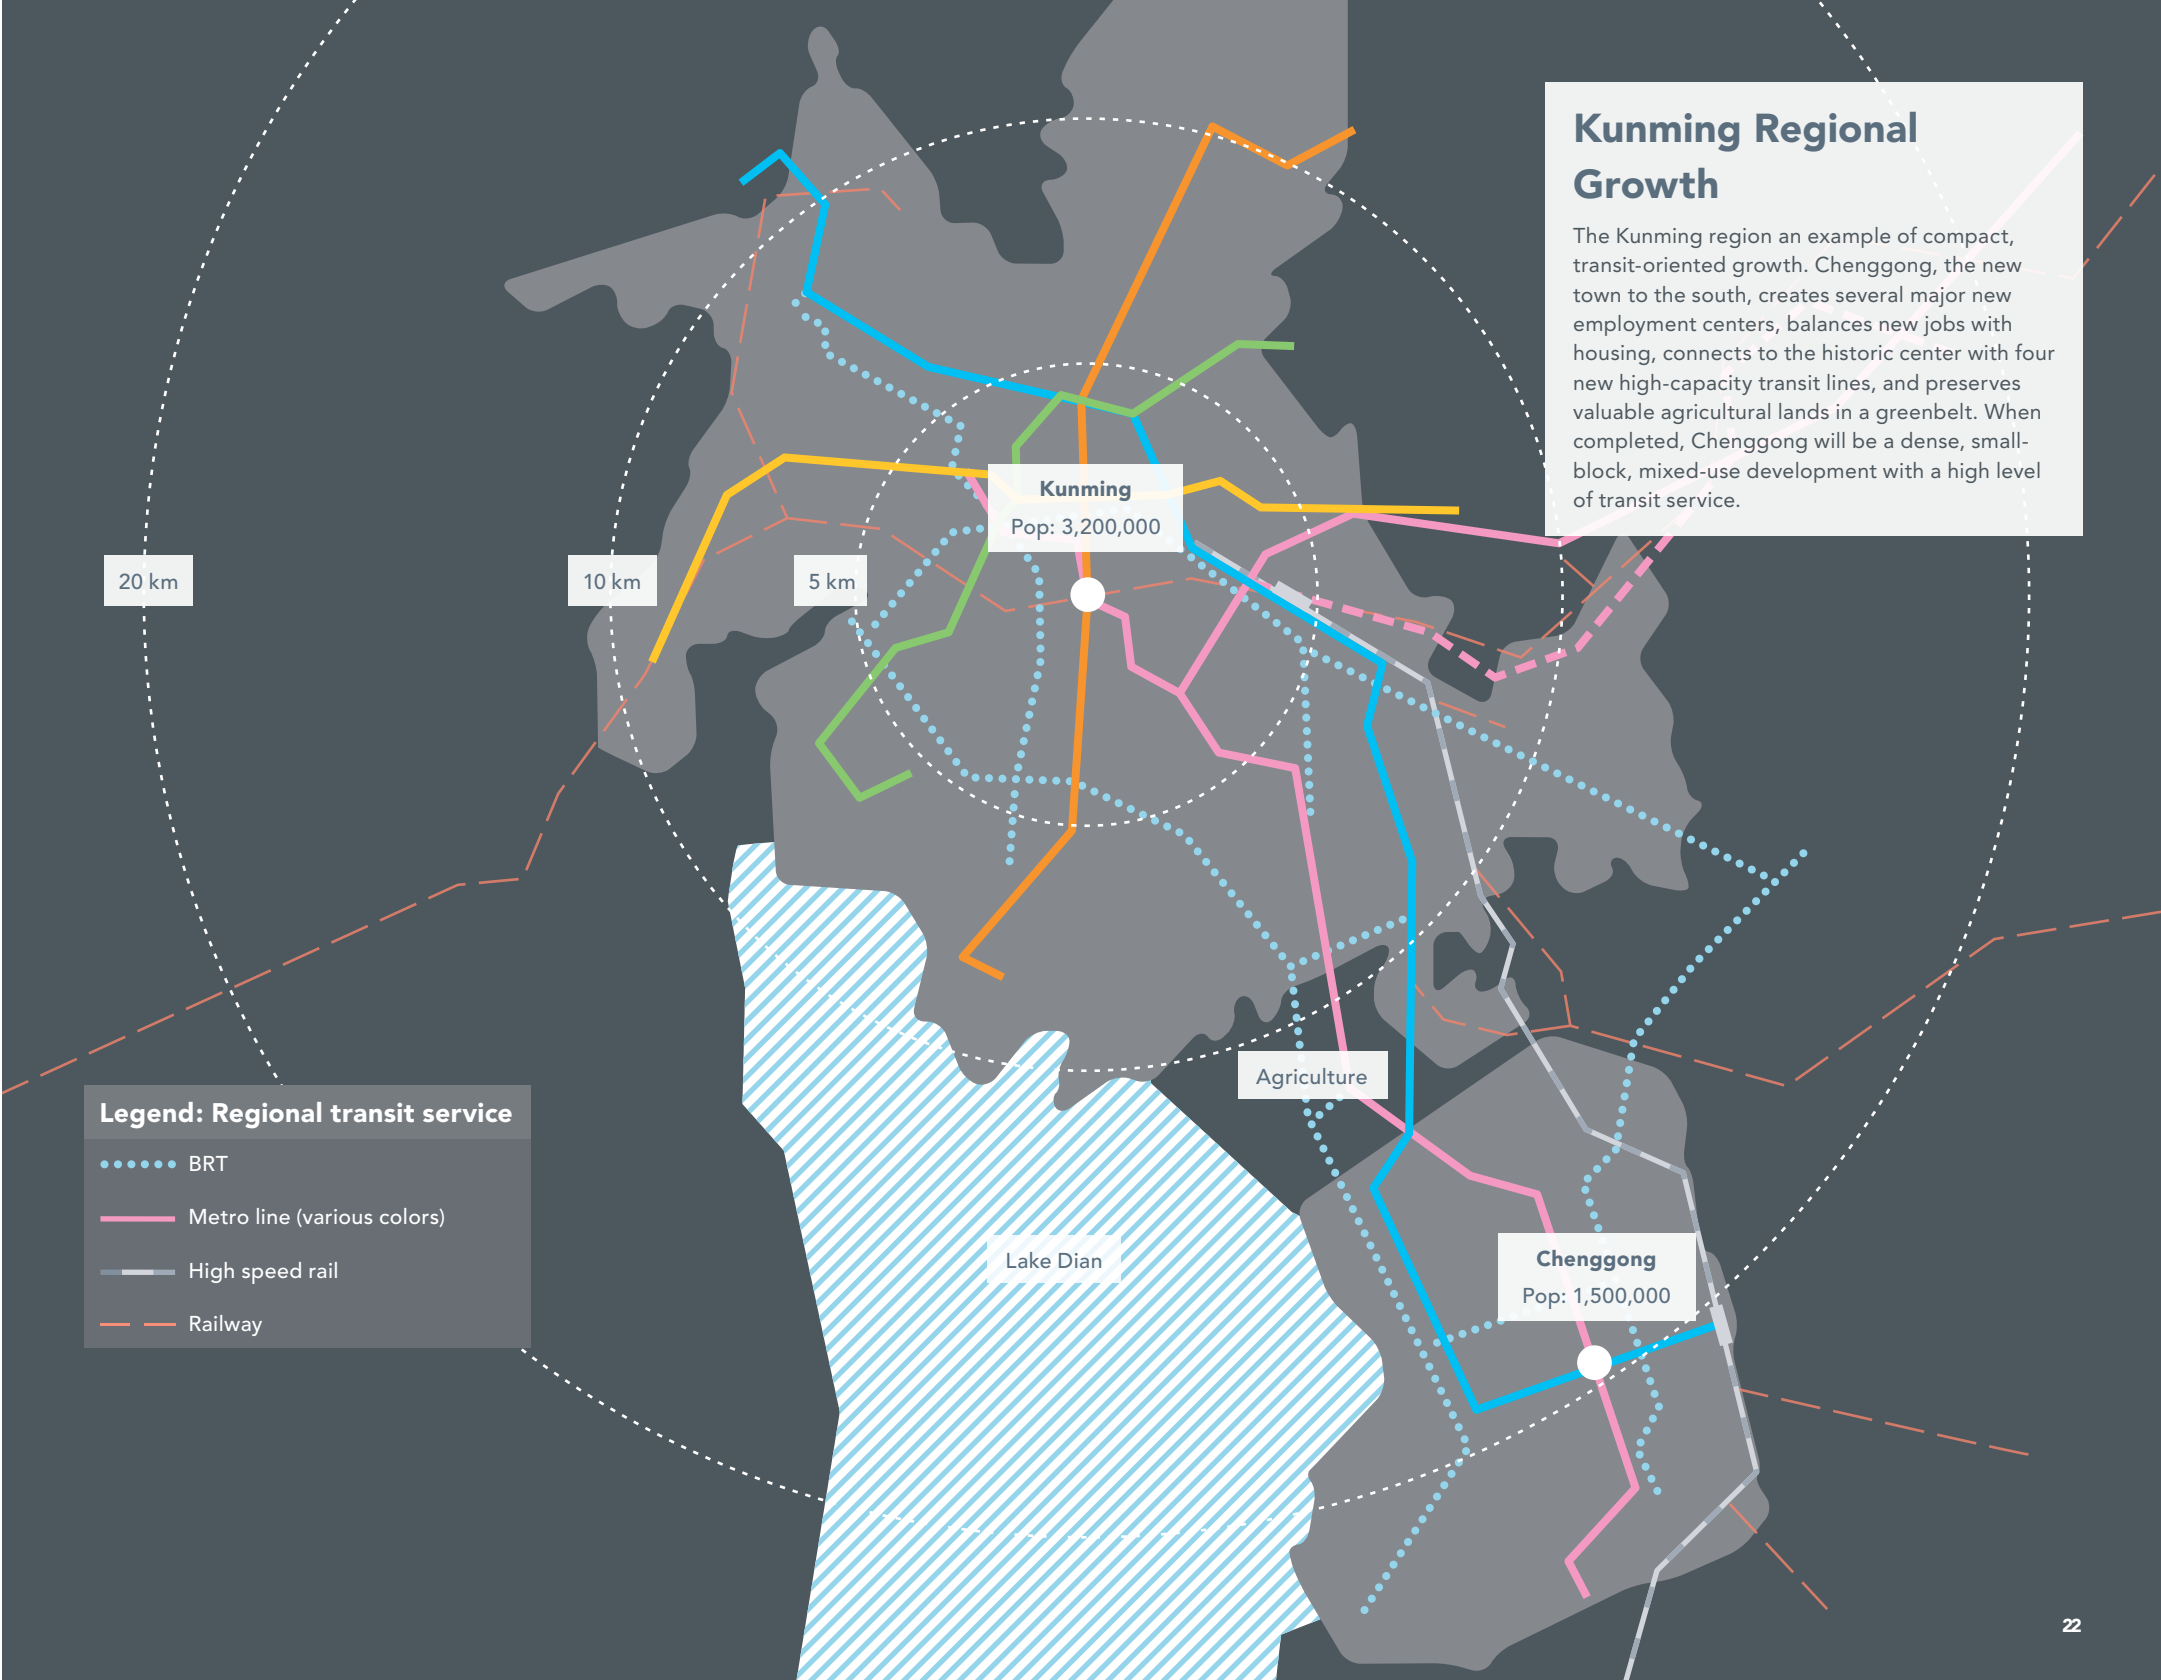 Kunming Regional
Growth
The Kunming region an example of compact,
transit-oriented growth. Chenggong, the new
town to the south, creates several major new
employment centers, balances new jobs with
housing, connects to the historic center with four
new high-capacity transit lines, and preserves
valuable agricultural lands in a greenbelt. When
completed, Chenggong will be a dense, small-
block, mixed-use development with a high level
of transit service.
Kunming
Pop: 3,200,000
20 km
10 km
5 km
Agriculture
Legend: Regional transit service
BRT
Metro line (various colors)
High speed rail
Railway
Lake Dian
Chenggong
Pop: 1,500,000
22